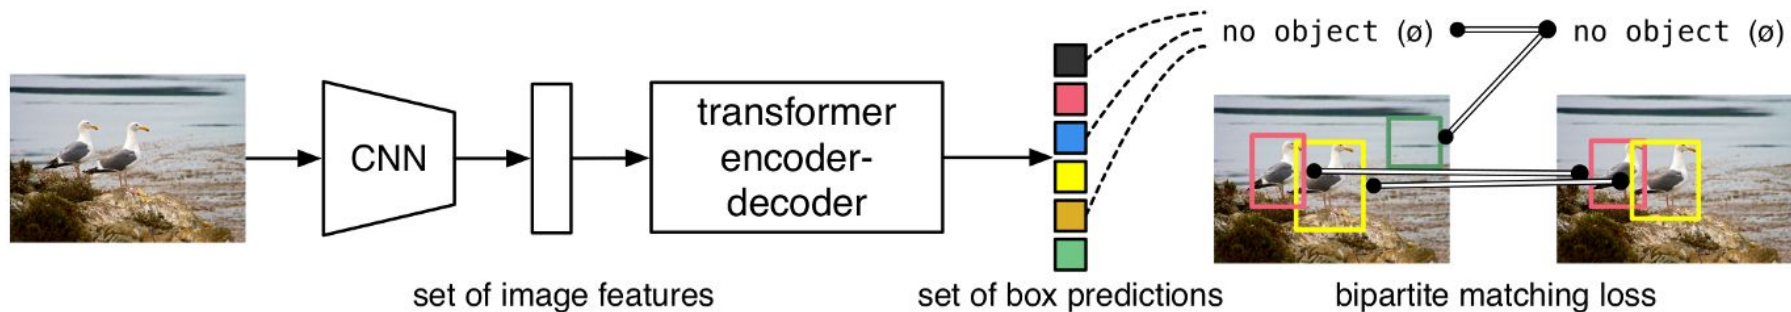 no object (ø)
no object (ø)
CNN
transformer
encoder-
decoder
set of image features
set of box predictions
bipartite matching loss